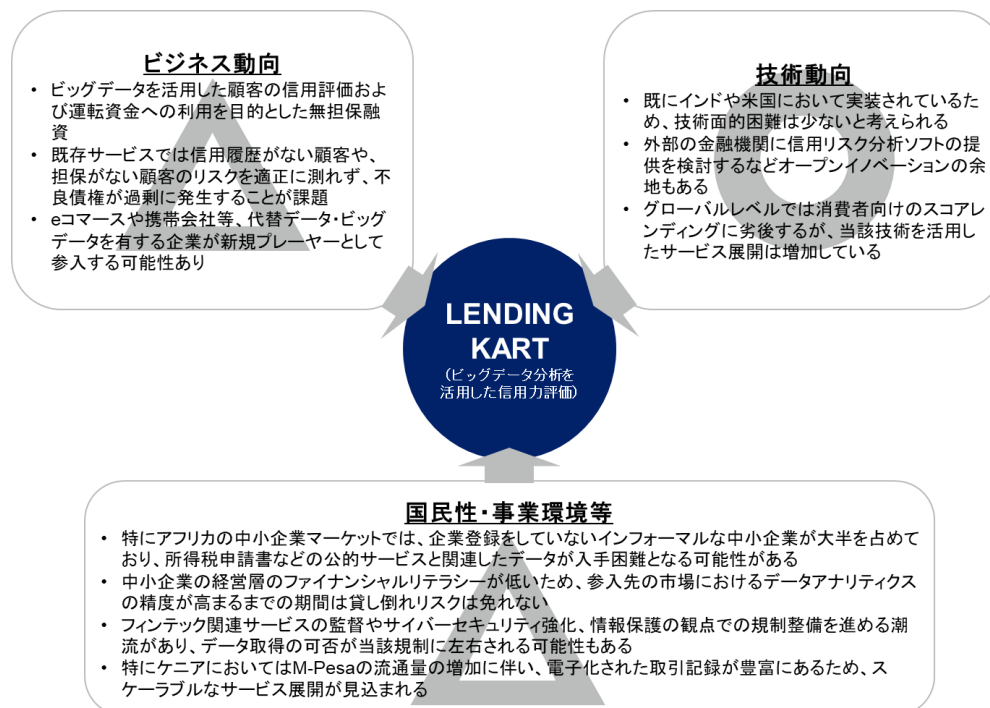 ビジネス動向
• ビッグデータを活用した顧客の信用評価およ
び運転資金への利用を目的とした無担保融
資
• 既存サービスでは信用履歴がない顧客や、
担保がない顧客のリスクを適正に測れず、不
良債権が過剰に発生することが課題
• eコマースや携帯会社等、代替データ・ビッグ
データを有する企業が新規プレーヤーとして
参入する可能性あり
技術動向
• 既にインドや米国において実装されているた
め、技術面的困難は少ないと考えられる
• 外部の金融機関に信用リスク分析ソフトの提
供を検討するなどオープンイノベーションの余
地もある
• グローバルレベルでは消費者向けのスコアレ
ンディングに劣後するが、当該技術を活用し
たサービス展開は増加している
LENDING
KART
(ビッグデータ分析を
活用した信用力評価)
国民性・事業環境等
• 特にアフリカの中小企業マーケットでは、企業登録をしていないインフォーマルな中小企業が大半を占めて
おり、所得税申請書などの公的サービスと関連したデータが入手困難となる可能性がある
• 中小企業の経営層のファイナンシャルリテラシーが低いため、参入先の市場におけるデータアナリティクス
の精度が高まるまでの期間は貸し倒れリスクは免れない
• フィンテック関連サービスの監督やサイバーセキュリティ強化、情報保護の観点での規制整備を進める潮
流があり、データ取得の可否が当該規制に左右される可能性もある
• 特にケニアにおいてはM-Pesaの流通量の増加に伴い、電子化された取引記録が豊富にあるため、ス
ケーラブルなサービス展開が見込まれる